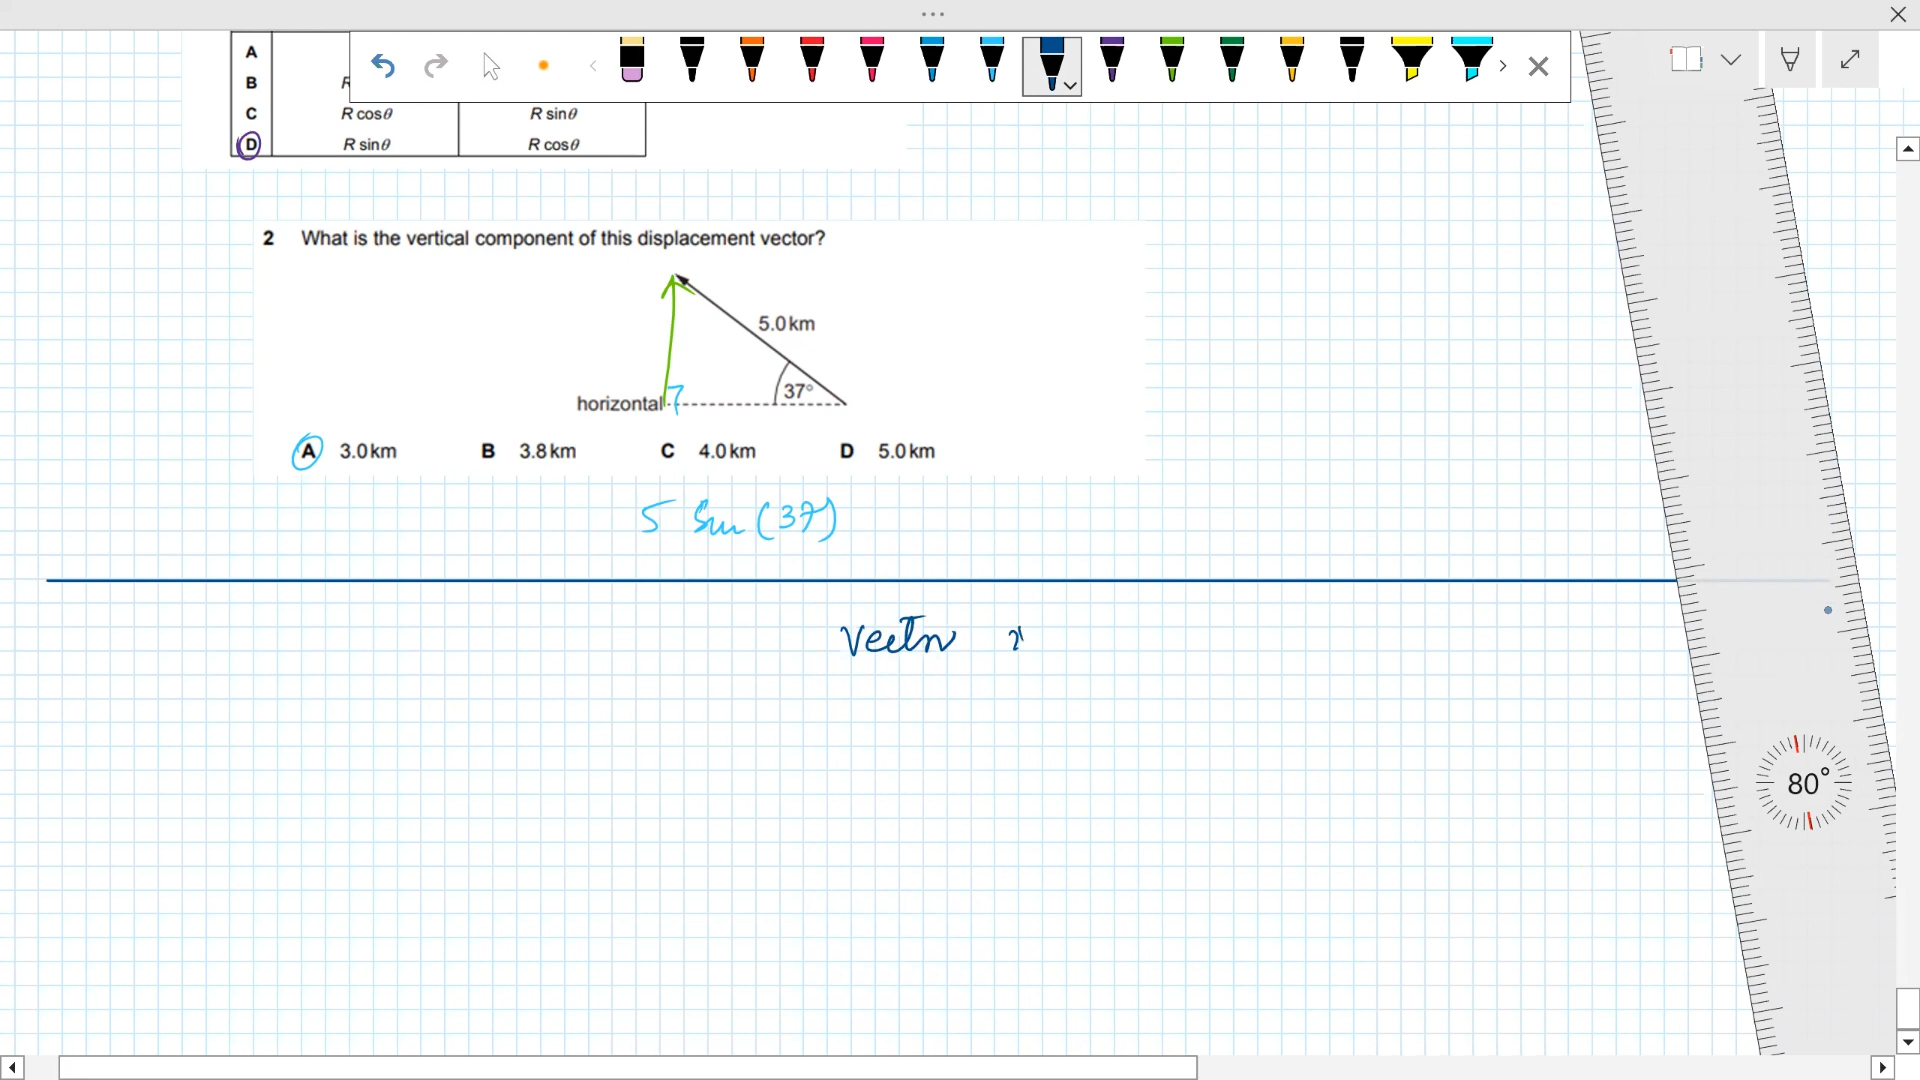 A
B R
C R cosθ R sinθ
D R sinθ R cosθ
2 What is the vertical component of this displacement vector?
5.0 km
37°
horizontal
A 3.0 km B 3.8 km C 4.0 km D 5.0 km
5 Sin (37)
Vector
80°